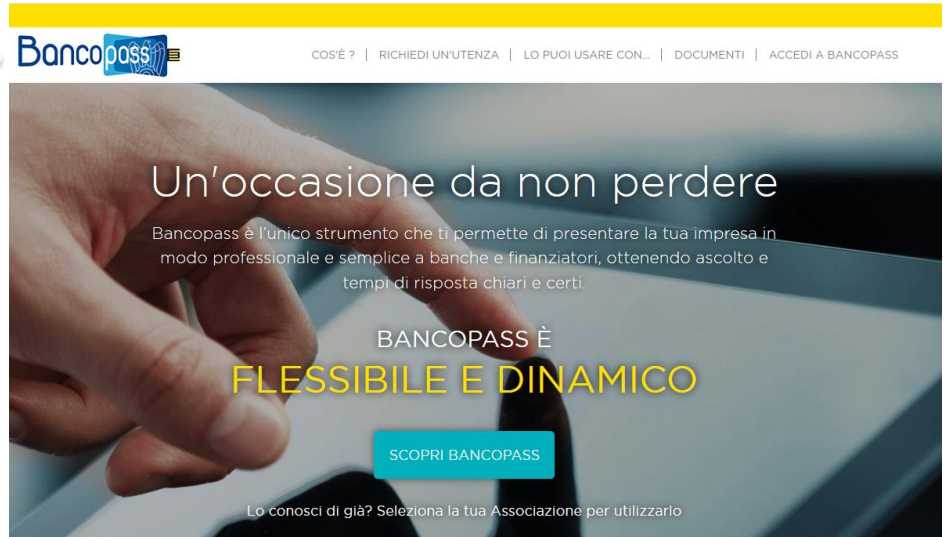 Bancopass
COS'È ? | RICHIEDI UN'UTENZA | LO PUOI USARE CON... | DOCUMENTI | ACCEDI A BANCOPASS
Un'occasione da non perdere
Bancopass è l'unico strumento che ti permette di presentare la tua impresa in
modo professionale e semplice a banche e finanziatori, ottenendo ascolto e
tempi di risposta chiari e certi.
BANCOPASS È
FLESSIBILE E DINAMICO
SCOPRI BANCOPASS
Lo conosci di già? Seleziona la tua Associazione per utilizzarlo